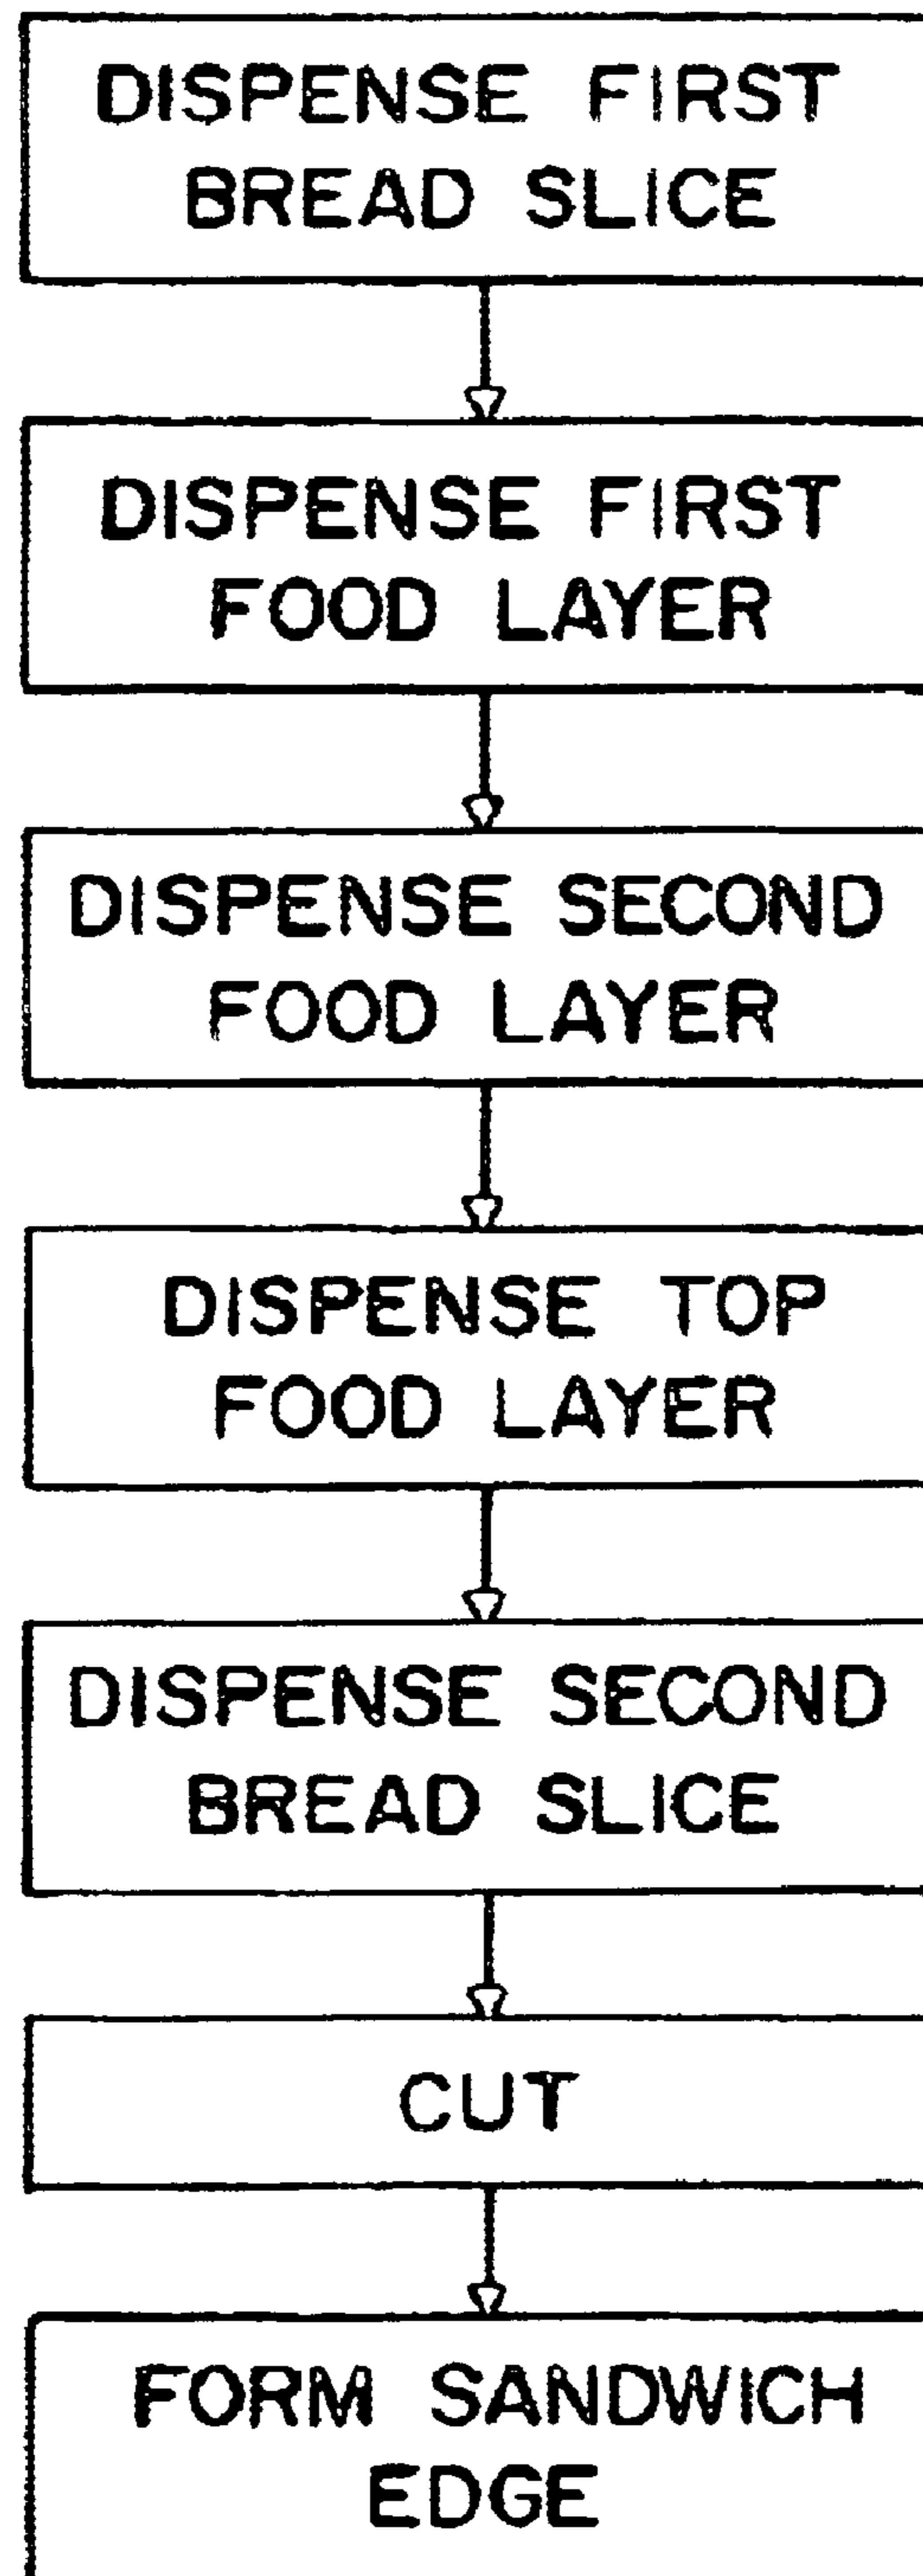 DISPENSE FIRST
BREAD SLICE
DISPENSE FIRST
FOOD LAYER
DISPENSE SECOND
FOOD LAYER
DISPENSE TOP
FOOD LAYER
DISPENSE SECOND
BREAD SLICE
CUT
FORM SANDWICH
EDGE